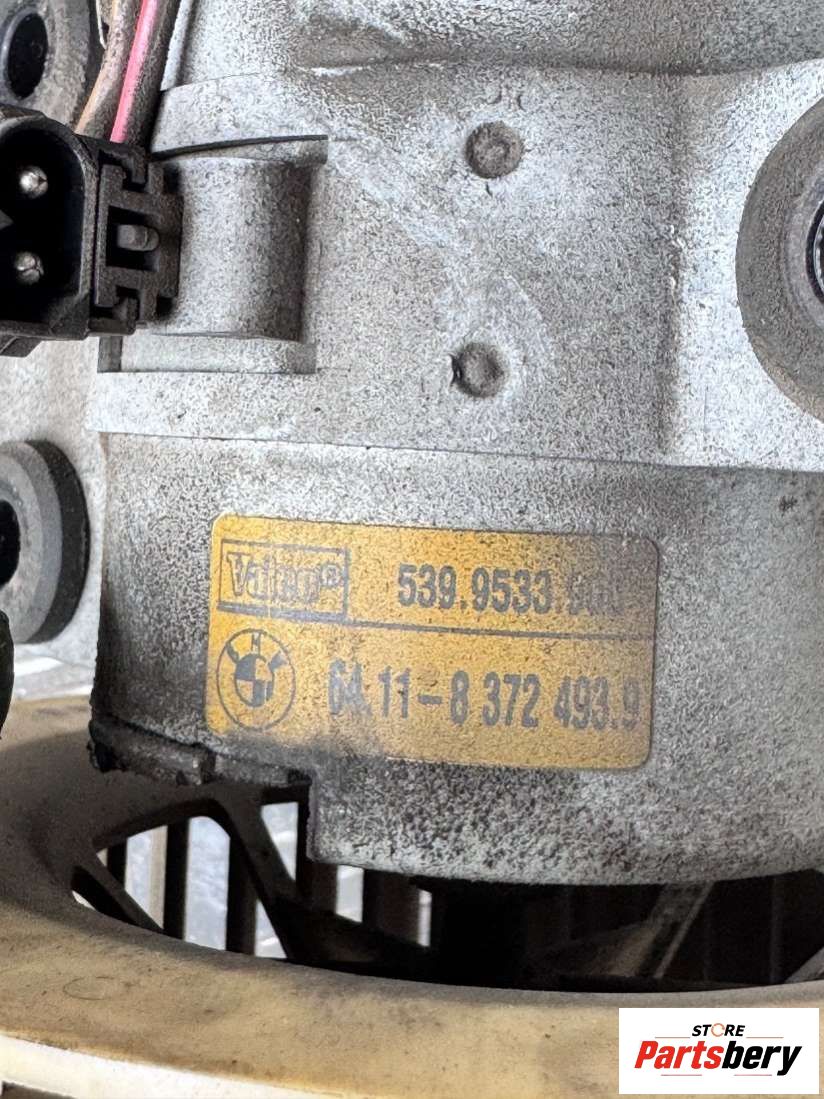 Valeo® 539.9533
64.11-8 372 493.9
STORE
Partsbery